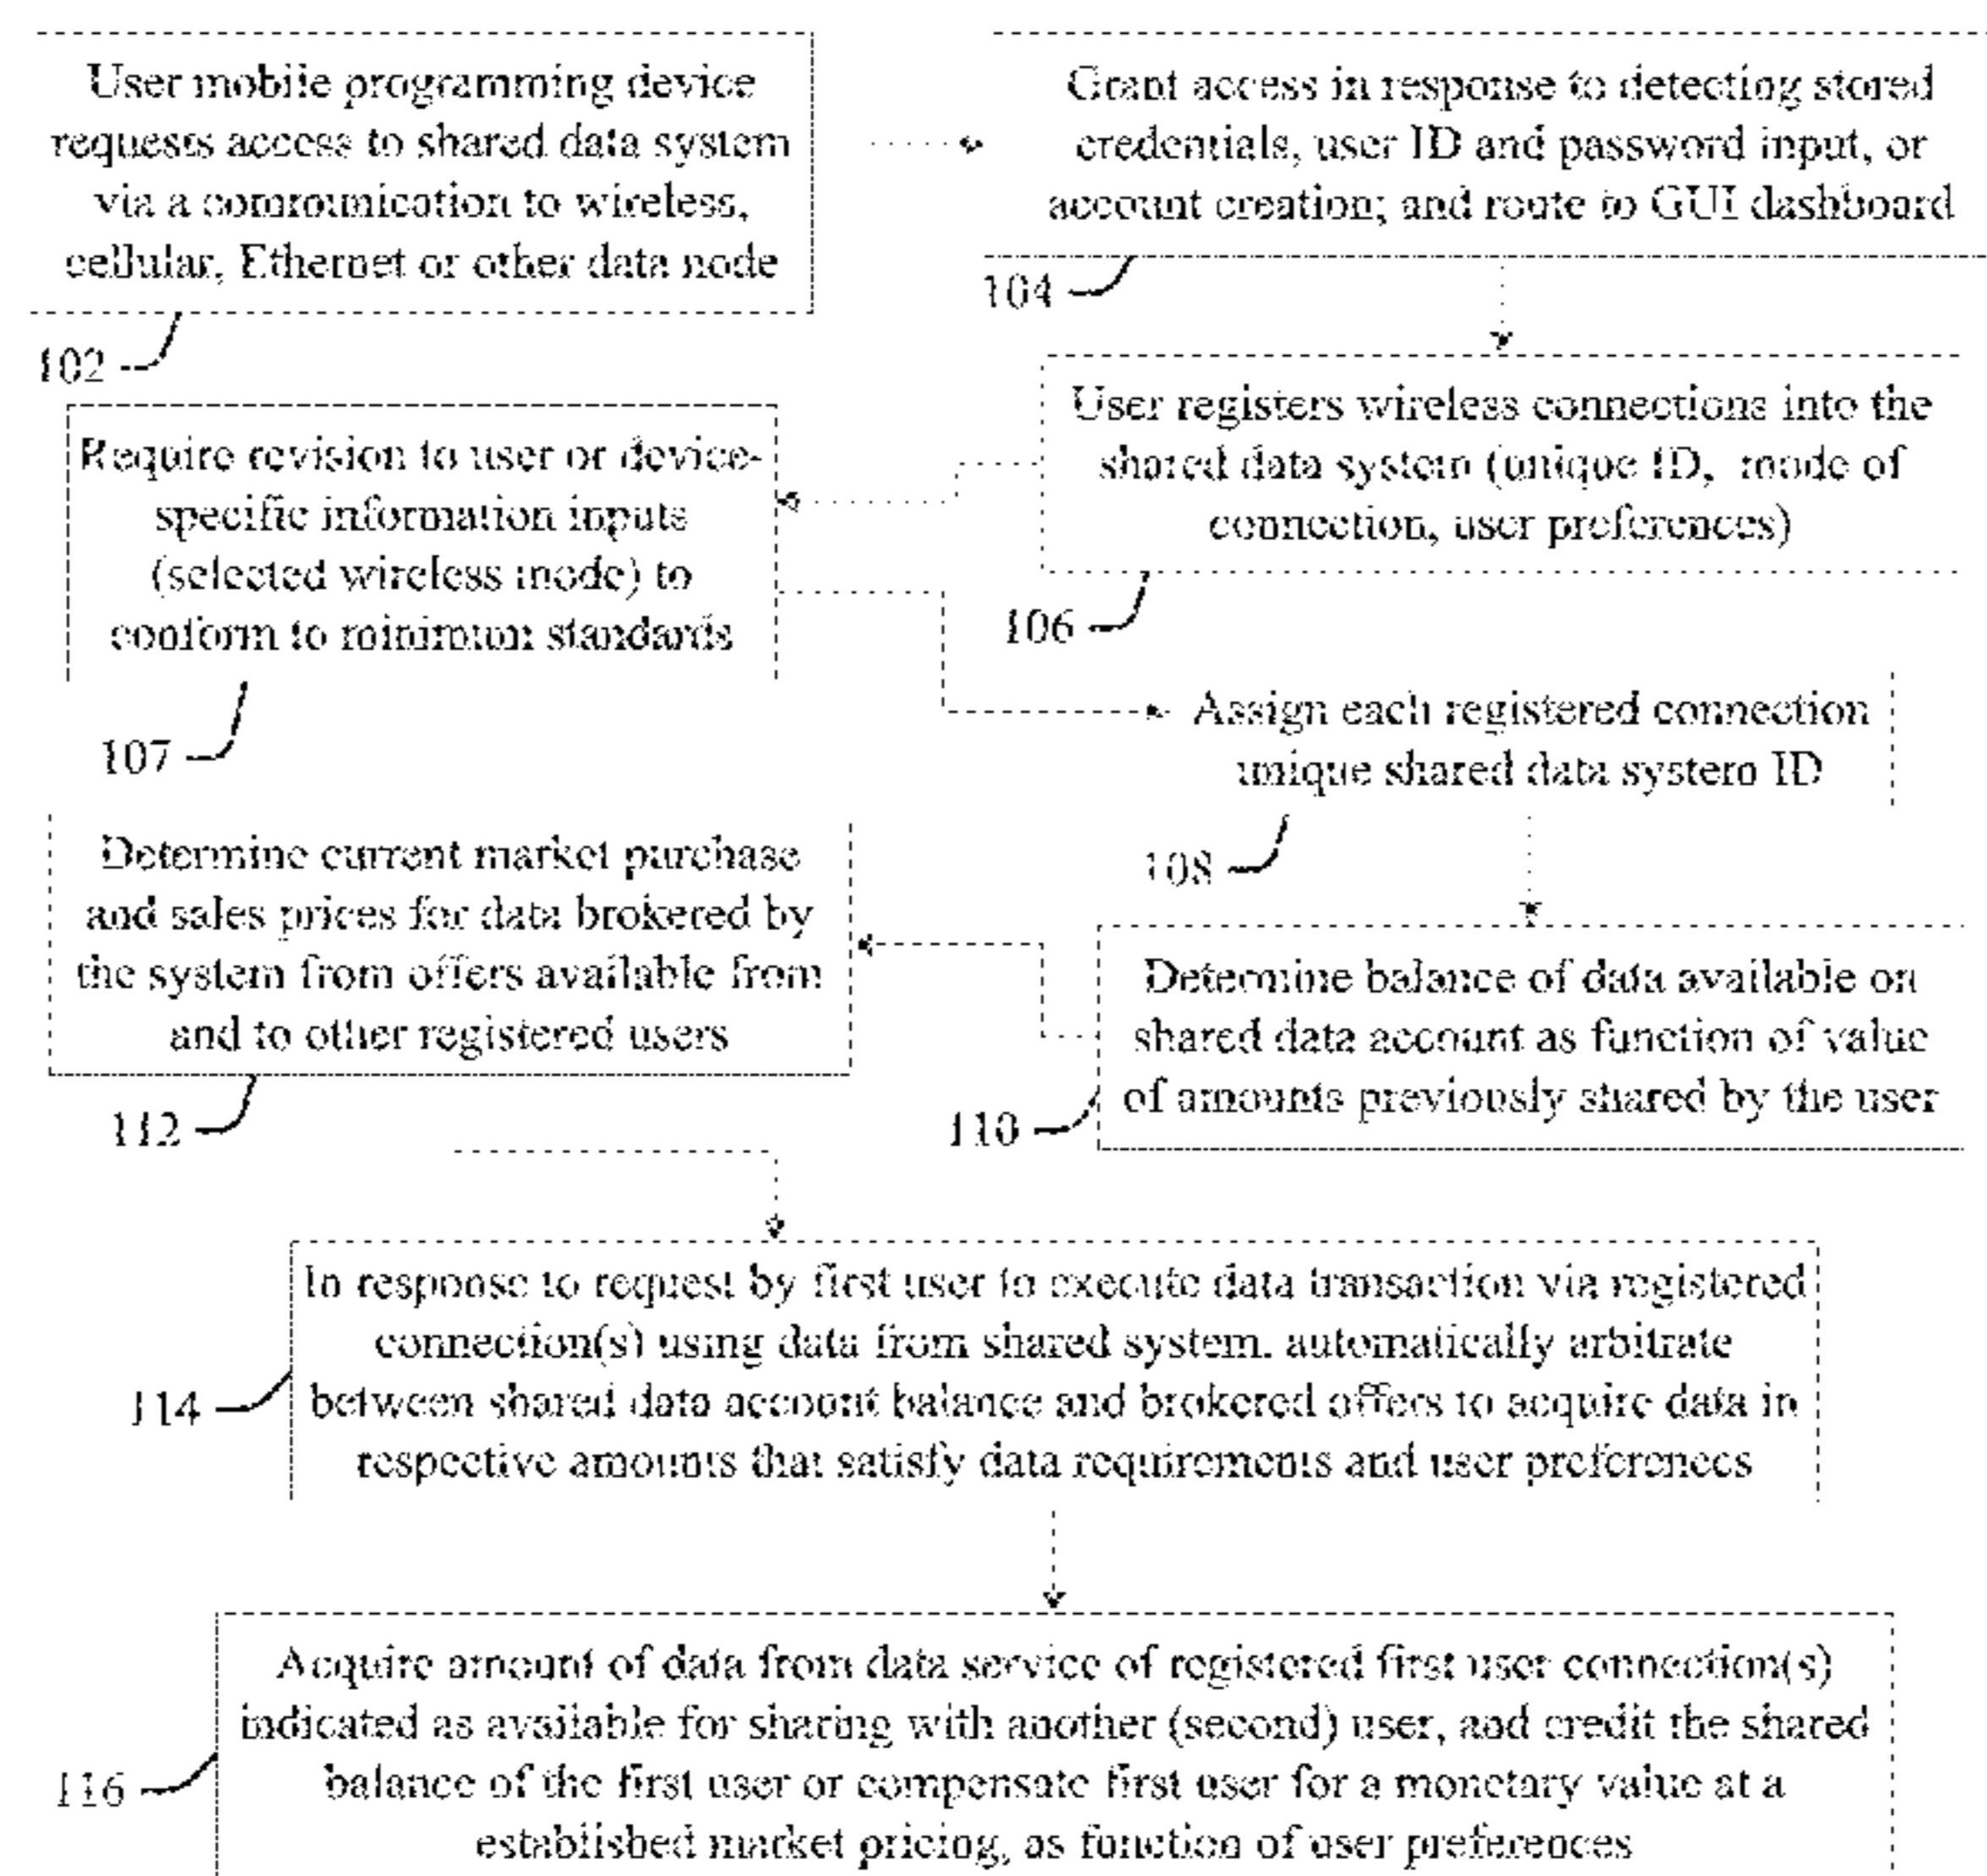 User mobile programming device
requests access to shared data system
via a communication to wireless,
cellular, Ethernet or other data node
102
Grant access in response to detecting stored
credentials, user ID and password input, or
account creation; and route to GUI dashboard
104
User registers wireless connections into the
shared data system (unique ID, mode of
connection, user preferences)
106
Require revision to user or device-
specific information inputs
(selected wireless mode) to
conform to minimum standards
107
Assign each registered connection
unique shared data system ID
108
Determine balance of data available on
shared data account as function of value
of amounts previously shared by the user
110
Determine current market purchase
and sales prices for data brokered by
the system from offers available from
and to other registered users
112
In response to request by first user to execute data transaction via registered
connection(s) using data from shared system, automatically arbitrate
between shared data account balance and brokered offers to acquire data in
respective amounts that satisfy data requirements and user preferences
114
Acquire amount of data from data service of registered first user connection(s)
indicated as available for sharing with another (second) user, and credit the shared
balance of the first user or compensate first user for a monetary value at a
established market pricing, as function of user preferences
116